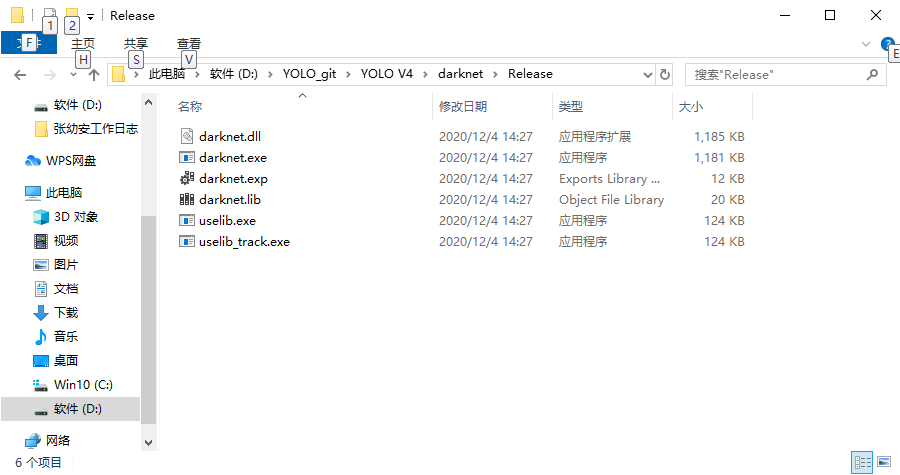 1 2 Release
文件 F 主页 H 共享 S 查看 V E
此电脑 软件 (D:) YOLO_git YOLO V4 darknet Release 搜索"Release"
名称 修改日期 类型 大小
软件 (D:)
张幼安工作日志
WPS网盘
此电脑
3D 对象
视频
图片
文档
下载
音乐
桌面
Win10 (C:)
软件 (D:)
网络
darknet.dll 2020/12/4 14:27 应用程序扩展 1,185 KB
darknet.exe 2020/12/4 14:27 应用程序 1,181 KB
darknet.exp 2020/12/4 14:27 Exports Library ... 12 KB
darknet.lib 2020/12/4 14:27 Object File Library 20 KB
uselib.exe 2020/12/4 14:27 应用程序 124 KB
uselib_track.exe 2020/12/4 14:27 应用程序 124 KB
6 个项目